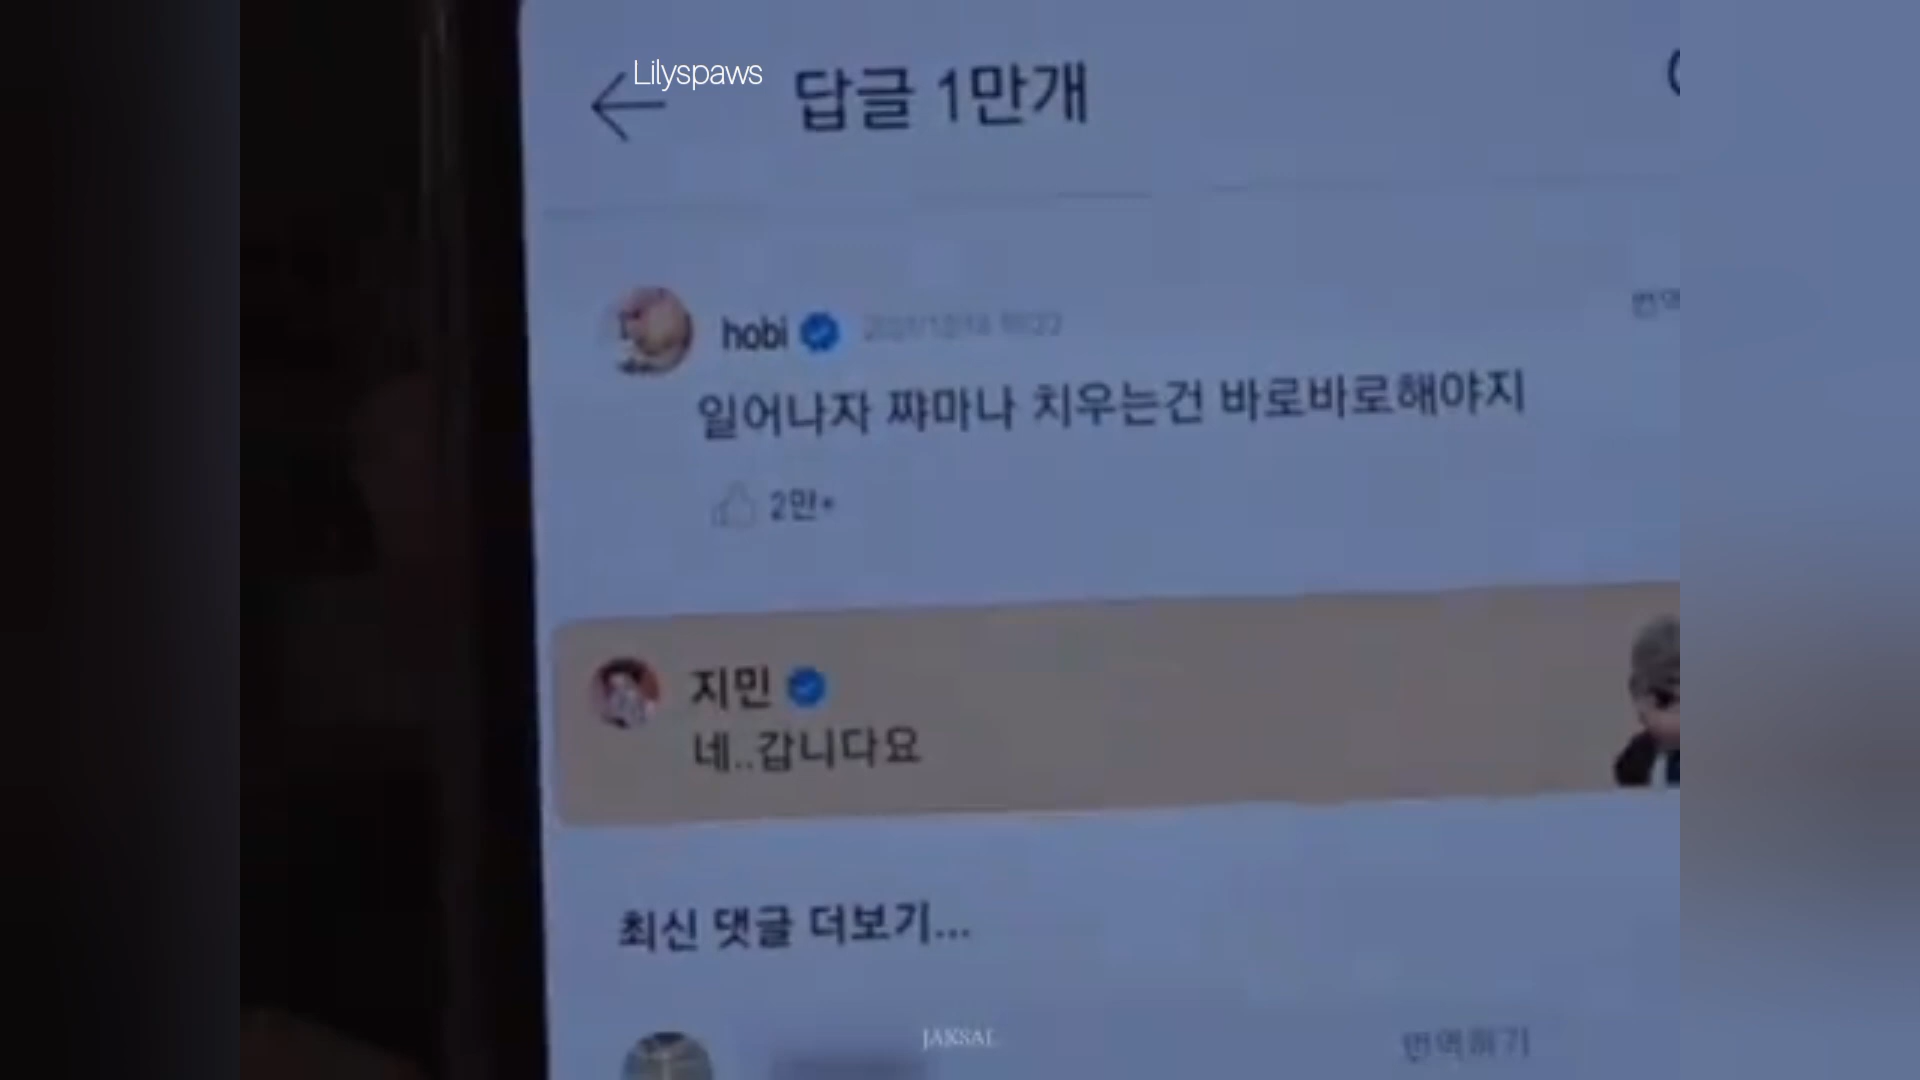 Lilyspaws
답글 1만개
hobi
일어나자 쨔마나 치우는건 바로바로해야지
2만+
지민
네..갑니다요
최신 댓글 더보기...
JAKSAL
번역하기